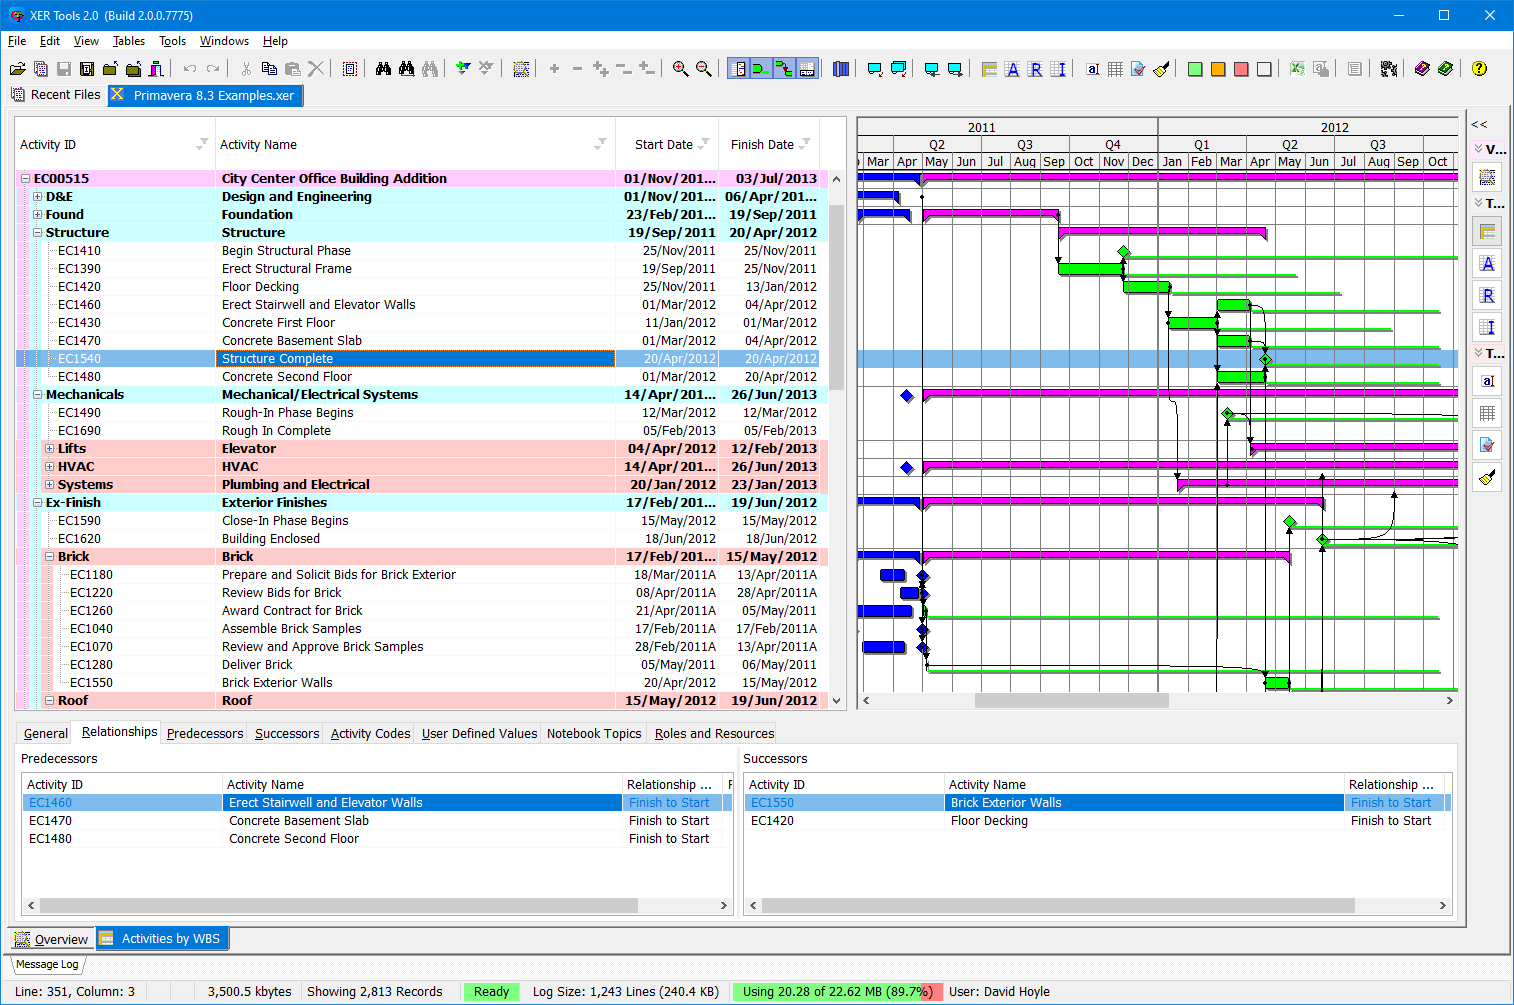 XER Tools 2.0 (Build 2.0.0.7775)
File Edit View Tables Tools Windows Help
Recent Files Primavera 8.3 Examples.xer
Activity ID Activity Name Start Date Finish Date
EC00515 City Center Office Building Addition 01/Nov/201... 03/Jul/2013
D&E Design and Engineering 01/Nov/201... 06/Apr/201...
Found Foundation 23/Feb/201... 19/Sep/2011
Structure Structure 19/Sep/2011 20/Apr/2012
EC1410 Begin Structural Phase 25/Nov/2011 25/Nov/2011
EC1390 Erect Structural Frame 19/Sep/2011 25/Nov/2011
EC1420 Floor Decking 25/Nov/2011 13/Jan/2012
EC1460 Erect Stairwell and Elevator Walls 01/Mar/2012 04/Apr/2012
EC1430 Concrete First Floor 11/Jan/2012 01/Mar/2012
EC1470 Concrete Basement Slab 01/Mar/2012 04/Apr/2012
EC1540 Structure Complete 20/Apr/2012 20/Apr/2012
EC1480 Concrete Second Floor 01/Mar/2012 20/Apr/2012
Mechanicals Mechanical/Electrical Systems 14/Apr/201... 26/Jun/2013
EC1490 Rough-In Phase Begins 12/Mar/2012 12/Mar/2012
EC1690 Rough In Complete 05/Feb/2013 05/Feb/2013
Lifts Elevator 04/Apr/2012 12/Feb/2013
HVAC HVAC 14/Apr/201... 26/Jun/2013
Systems Plumbing and Electrical 20/Jan/2012 23/Jan/2013
Ex-Finish Exterior Finishes 17/Feb/201... 19/Jun/2012
EC1590 Close-In Phase Begins 15/May/2012 15/May/2012
EC1620 Building Enclosed 18/Jun/2012 18/Jun/2012
Brick Brick 17/Feb/201... 15/May/2012
EC1180 Prepare and Solicit Bids for Brick Exterior 18/Mar/2011A 13/Apr/2011A
EC1220 Review Bids for Brick 08/Apr/2011A 28/Apr/2011A
EC1260 Award Contract for Brick 21/Apr/2011A 05/May/2011
EC1040 Assemble Brick Samples 17/Feb/2011A 17/Feb/2011A
EC1070 Review and Approve Brick Samples 28/Feb/2011A 13/Apr/2011A
EC1280 Deliver Brick 05/May/2011 06/May/2011
EC1550 Brick Exterior Walls 20/Apr/2012 15/May/2012
Roof Roof 15/May/2012 19/Jun/2012
2011 2012
Q2 Q3 Q4 Q1 Q2 Q3
Mar Apr May Jun Jul Aug Sep Oct Nov Dec Jan Feb Mar Apr May Jun Jul Aug Sep Oct
<<
V...
T...
A
R
I
T...
aI
General Relationships Predecessors Successors Activity Codes User Defined Values Notebook Topics Roles and Resources
Predecessors
Activity ID Activity Name Relationship ... F
EC1460 Erect Stairwell and Elevator Walls Finish to Start
EC1470 Concrete Basement Slab Finish to Start
EC1480 Concrete Second Floor Finish to Start
Successors
Activity ID Activity Name Relationship ...
EC1550 Brick Exterior Walls Finish to Start
EC1420 Floor Decking Finish to Start
Overview Activities by WBS
Message Log
Line: 351, Column: 3 3,500.5 kbytes Showing 2,813 Records Ready Log Size: 1,243 Lines (240.4 KB) Using 20.28 of 22.62 MB (89.7%) User: David Hoyle